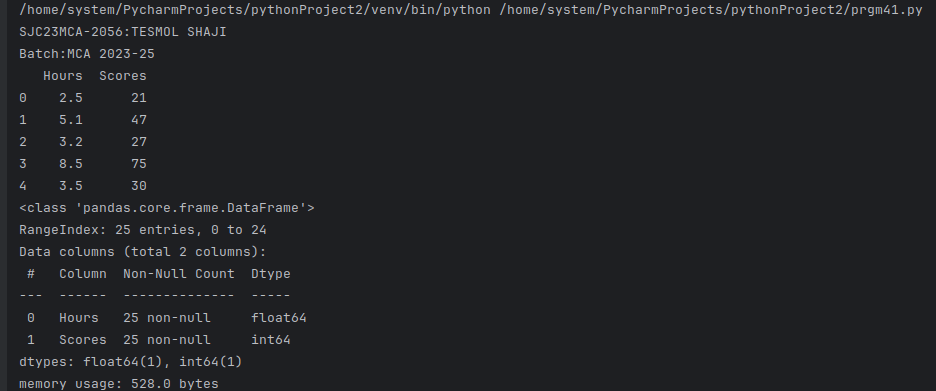 /home/system/PycharmProjects/pythonProject2/venv/bin/python /home/system/PycharmProjects/pythonProject2/prgm41.py
SJC23MCA-2056:TESMOL SHAJI
Batch:MCA 2023-25
   Hours  Scores
0    2.5      21
1    5.1      47
2    3.2      27
3    8.5      75
4    3.5      30
<class 'pandas.core.frame.DataFrame'>
RangeIndex: 25 entries, 0 to 24
Data columns (total 2 columns):
 #   Column  Non-Null Count  Dtype
---  ------  --------------  -----
 0   Hours   25 non-null     float64
 1   Scores  25 non-null     int64
dtypes: float64(1), int64(1)
memory usage: 528.0 bytes